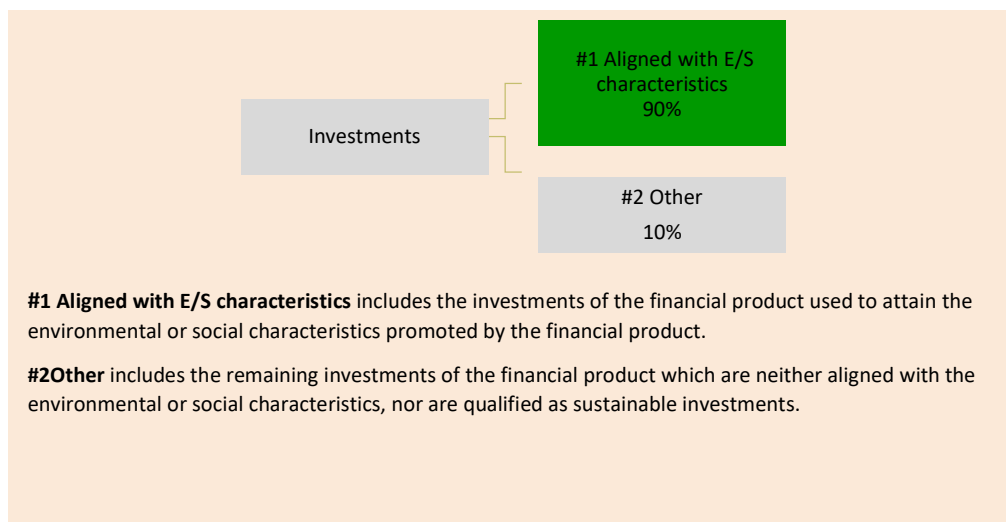 #1 Aligned with E/S
characteristics
90%
Investments
#2 Other
10%
#1 Aligned with E/S characteristics includes the investments of the financial product used to attain the
environmental or social characteristics promoted by the financial product.
#2Other includes the remaining investments of the financial product which are neither aligned with the
environmental or social characteristics, nor are qualified as sustainable investments.